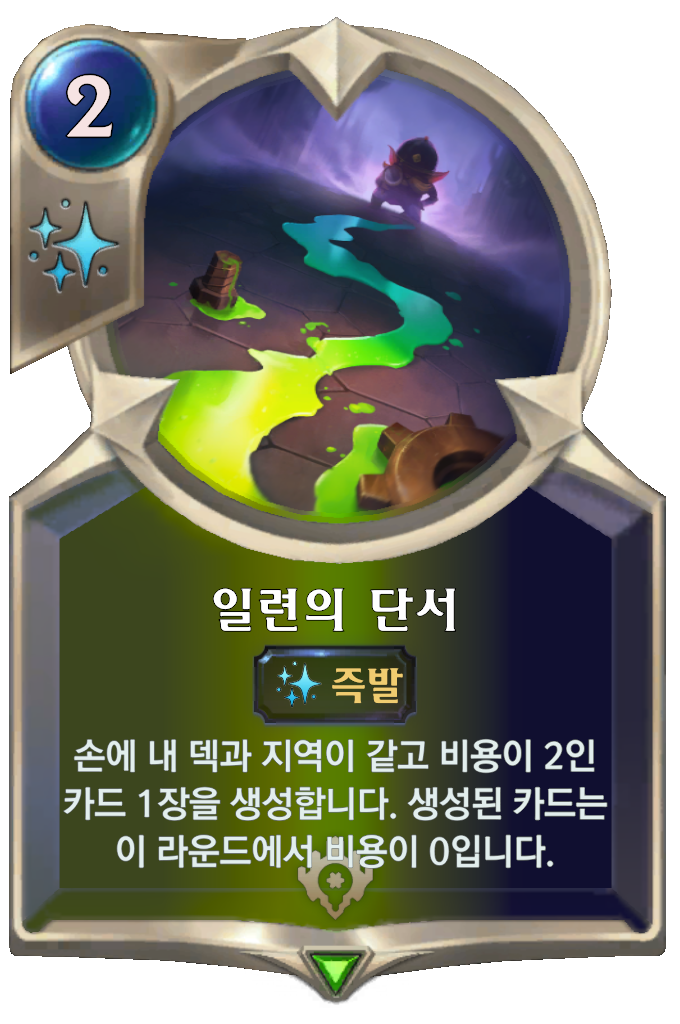 2
일련의 단서
즉발
손에 내 덱과 지역이 같고 비용이 2인
카드 1장을 생성합니다. 생성된 카드는
이 라운드에서 비용이 0입니다.